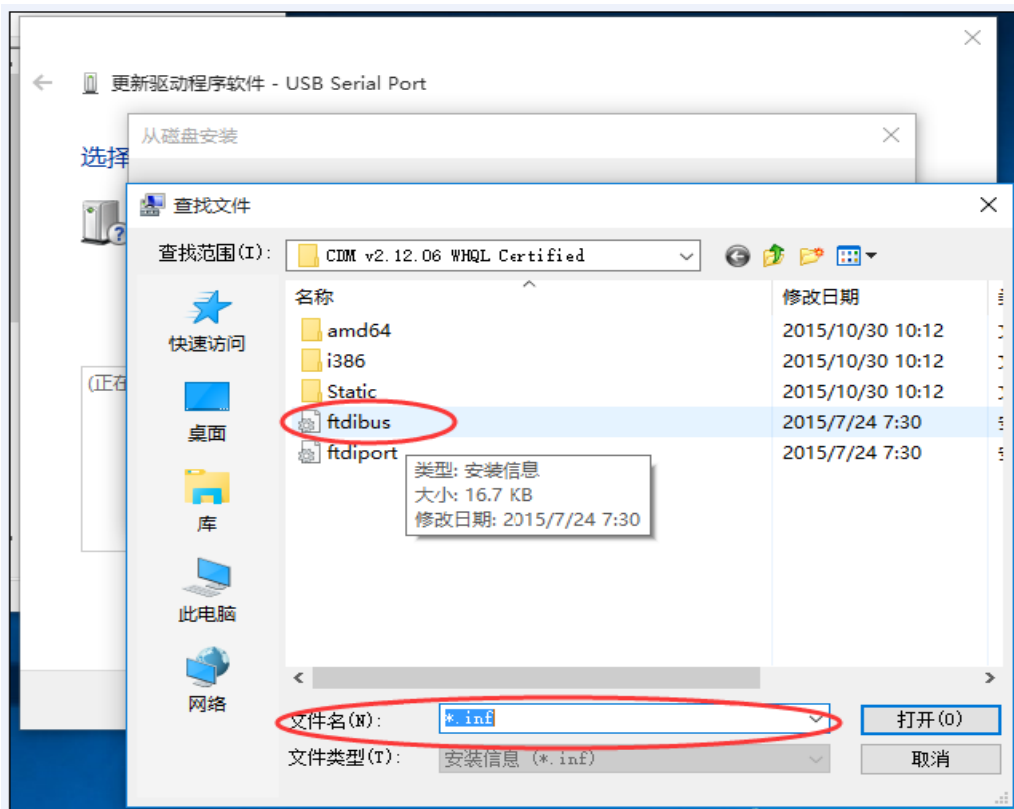 更新驱动程序软件 - USB Serial Port
从磁盘安装
选择
查找文件
查找范围(I):
CDM v2.12.06 WHQL Certified
名称
修改日期
快速访问
桌面
库
此电脑
网络
(正在
amd64
2015/10/30 10:12
i386
2015/10/30 10:12
Static
2015/10/30 10:12
ftdibus
2015/7/24 7:30
ftdiport
2015/7/24 7:30
类型: 安装信息
大小: 16.7 KB
修改日期: 2015/7/24 7:30
文件名(N):
*.inf
打开(O)
文件类型(T):
安装信息 (*.inf)
取消